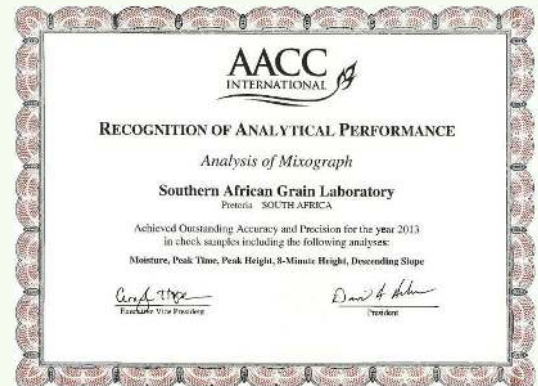 AACC
INTERNATIONAL
RECOGNITION OF ANALYTICAL PERFORMANCE
Analysis of Mixograph
Southern African Grain Laboratory
Pretoria SOUTH AFRICA
Achieved Outstanding Accuracy and Precision for the year 2013
in check samples including the following analyses:
Moisture, Peak Time, Peak Height, 8-Minute Height, Descending Slope
Executive Vice President
President